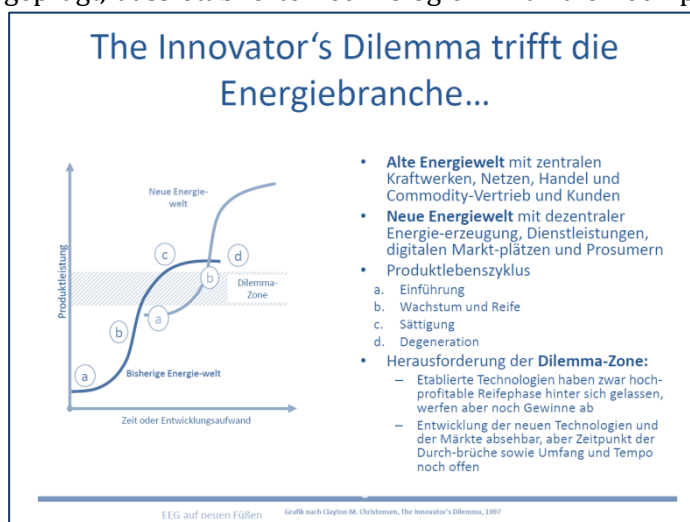 The Innovator‘s Dilemma trifft die
Energiebranche…
Produktleistung
Neue Energie-
welt
c
d
b
Dilemma-
Zone
a
b
a
Bisherige Energie-welt
Zeit oder Entwicklungsaufwand
• Alte Energiewelt mit zentralen
Kraftwerken, Netzen, Handel und
Commodity-Vertrieb und Kunden
• Neue Energiewelt mit dezentraler
Energie-erzeugung, Dienstleistungen,
digitalen Markt-plätzen und Prosumern
• Produktlebenszyklus
a. Einführung
b. Wachstum und Reife
c. Sättigung
d. Degeneration
• Herausforderung der Dilemma-Zone:
– Etablierte Technologien haben zwar hoch-
profitable Reifephase hinter sich gelassen,
werfen aber noch Gewinne ab
– Entwicklung der neuen Technologien und
der Märkte absehbar, aber Zeitpunkt der
Durch-brüche sowie Umfang und Tempo
noch offen
EEG auf neuen Füßen
Grafik nach Clayton M. Christensen, The Innovator’s Dilemma, 1997